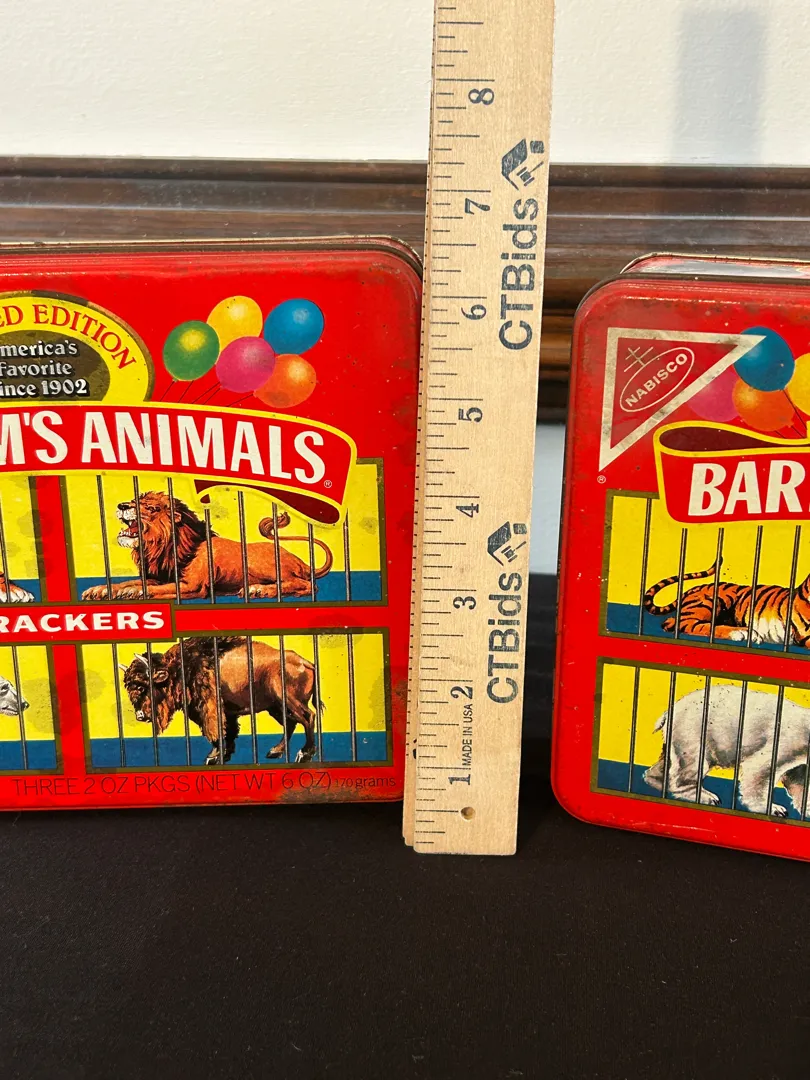 ED EDITION
merica's
Favorite
ince 1902
M'S ANIMALS
®
RACKERS
THREE 2 OZ PKGS (NET WT 6 OZ) 170 grams
8
7
6
5
4
3
2
1
CTBids
CTBids
MADE IN USA
NABISCO
®
BAR